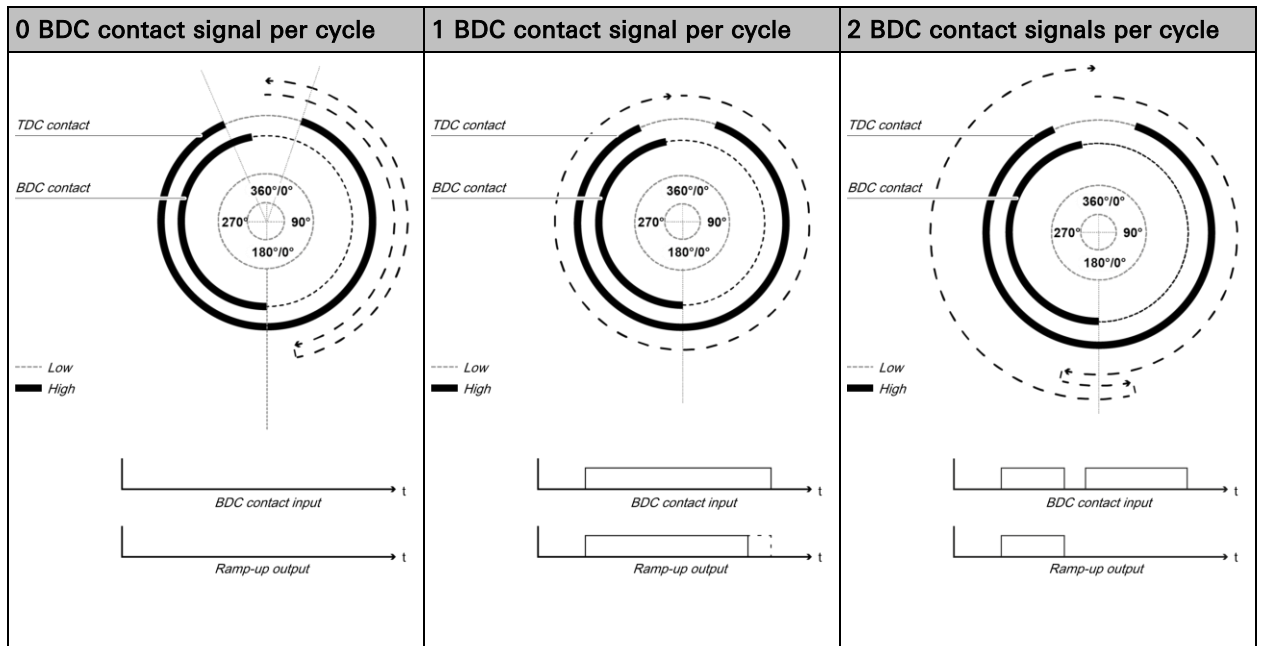 0 BDC contact signal per cycle
TDC contact
BDC contact
360°/0°
270°
90°
180°/0°
Low
High
t
BDC contact input
t
Ramp-up output
1 BDC contact signal per cycle
TDC contact
BDC contact
360°/0°
270°
90°
180°/0°
Low
High
t
BDC contact input
t
Ramp-up output
2 BDC contact signals per cycle
TDC contact
BDC contact
360°/0°
270°
90°
180°/0°
Low
High
t
BDC contact input
t
Ramp-up output